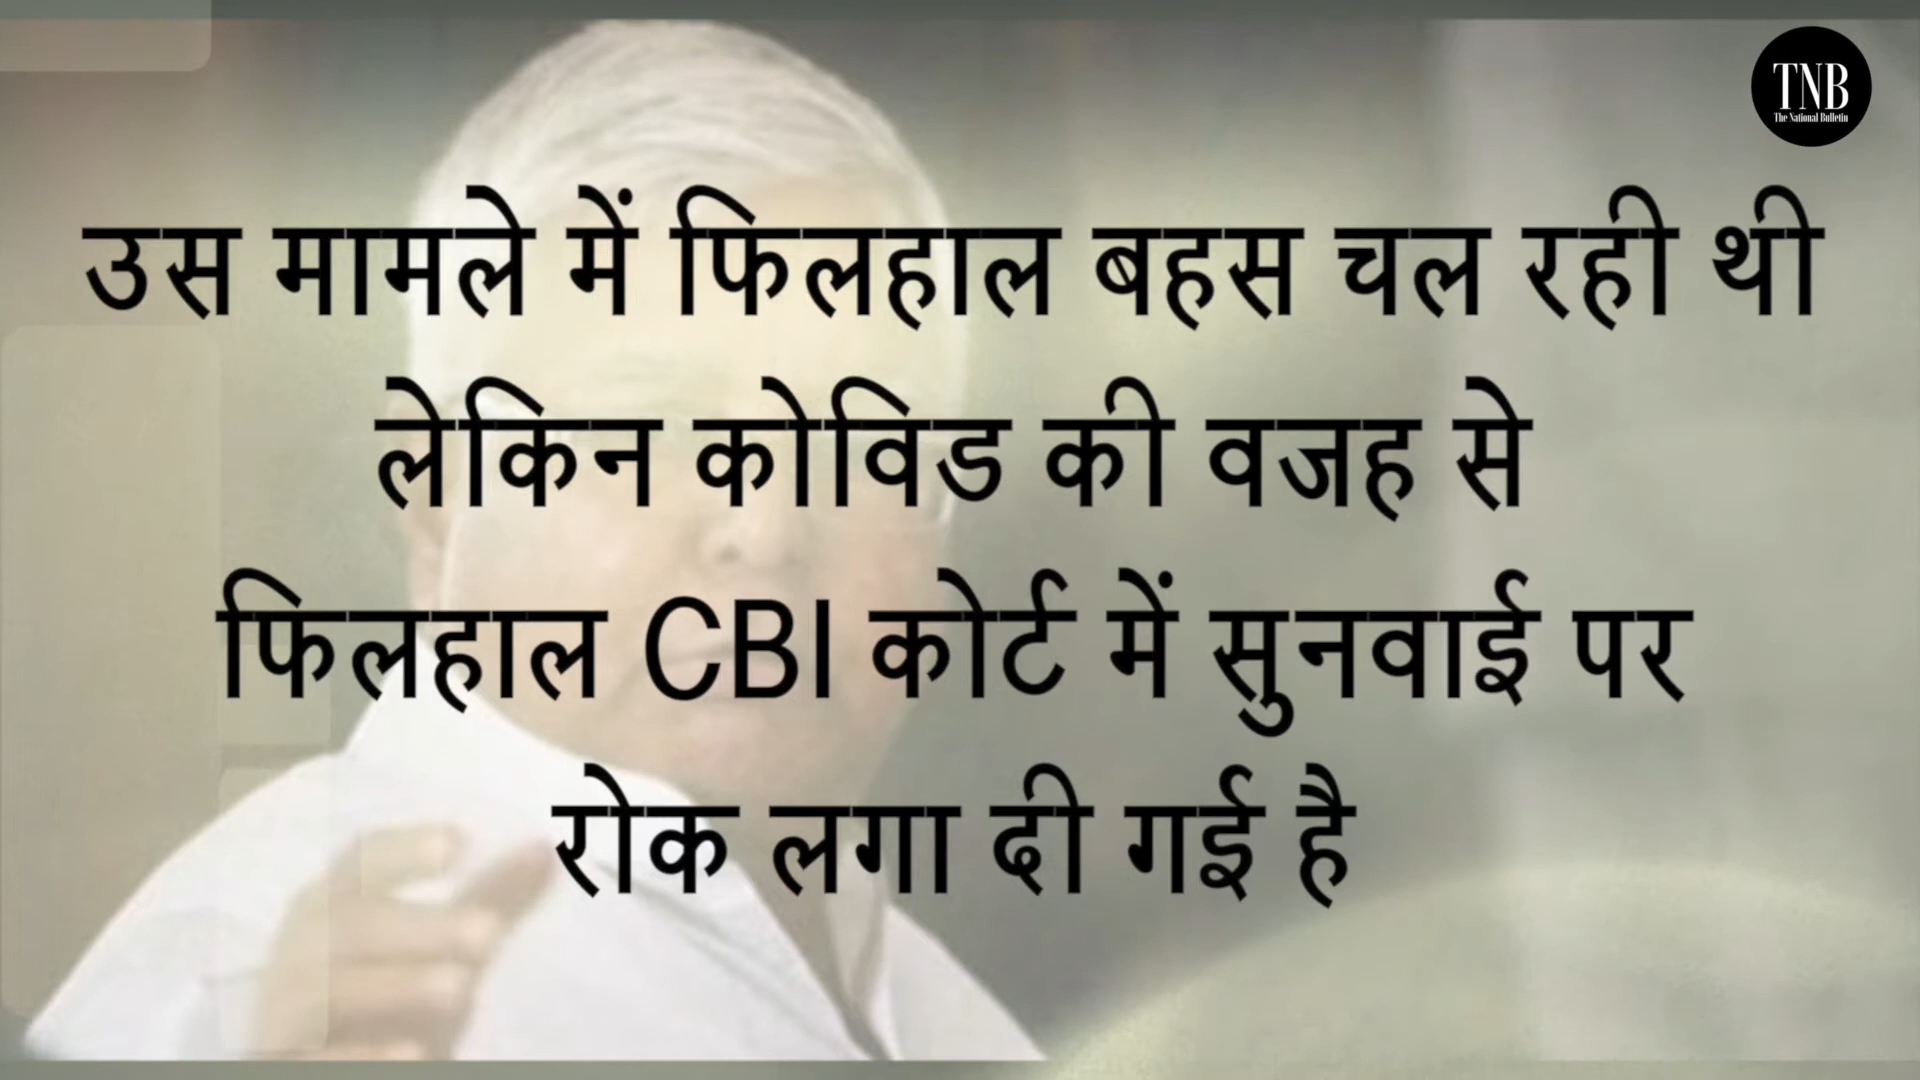 TNB
The National Bulletin
उस मामले में फिलहाल बहस चल रही थी
लेकिन कोविड की वजह से
फिलहाल CBI कोर्ट में सुनवाई पर
रोक लगा दी गई है